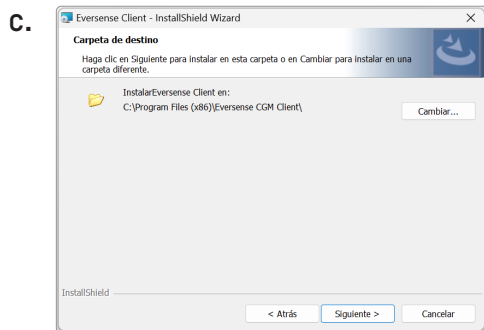 C.
Eversense Client - InstallShield Wizard
Carpeta de destino
Haga clic en Siguiente para instalar en esta carpeta o en Cambiar para instalar en una
carpeta diferente.
InstalarEversense Client en:
C:\Program Files (x86)\Eversense CGM Client\
Cambiar...
InstallShield
< Atrás
Siguiente >
Cancelar